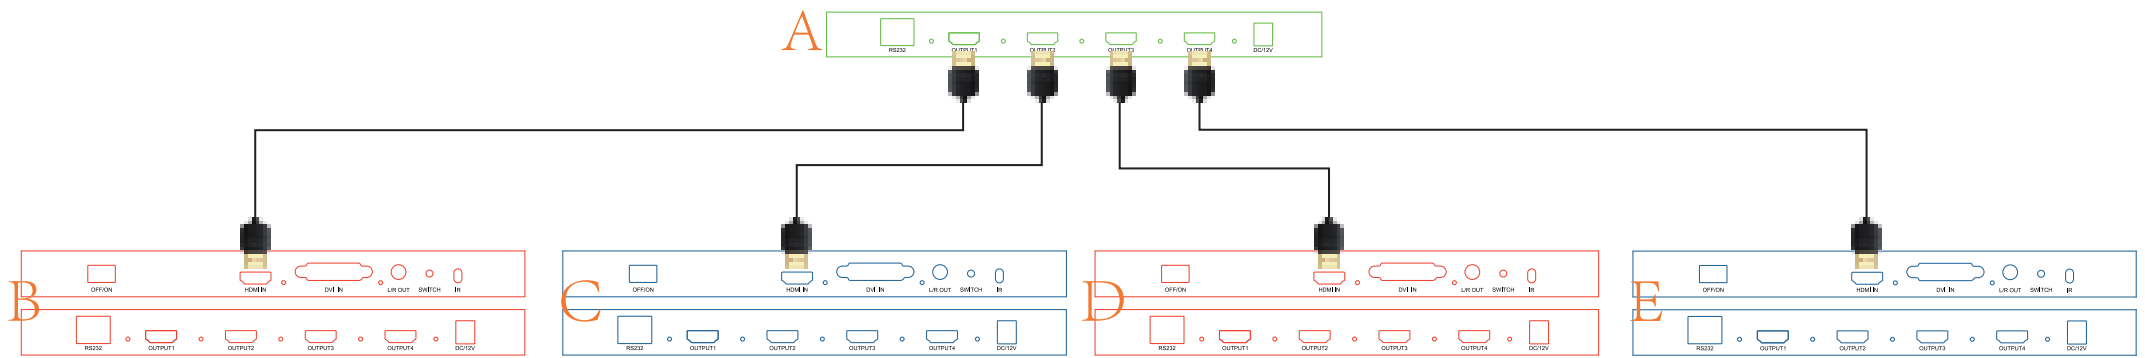 A
RS232 OUTPUT1 OUTPUT2 OUTPUT3 OUTPUT4 DC/12V
B
OFF/ON HDMI IN DVI IN L/R OUT SWITCH IR
RS232 OUTPUT1 OUTPUT2 OUTPUT3 OUTPUT4 DC/12V
C
OFF/ON HDMI IN DVI IN L/R OUT SWITCH IR
RS232 OUTPUT1 OUTPUT2 OUTPUT3 OUTPUT4 DC/12V
D
OFF/ON HDMI IN DVI IN L/R OUT SWITCH IR
RS232 OUTPUT1 OUTPUT2 OUTPUT3 OUTPUT4 DC/12V
E
OFF/ON HDMI IN DVI IN L/R OUT SWITCH IR
RS232 OUTPUT1 OUTPUT2 OUTPUT3 OUTPUT4 DC/12V